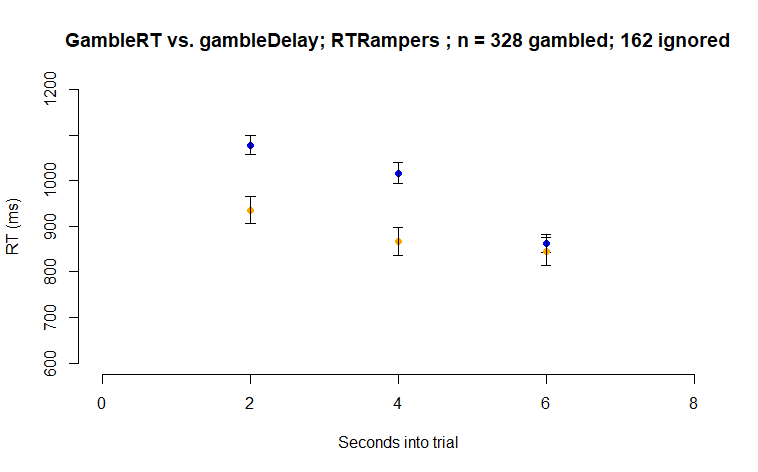 GambleRT vs. gambleDelay; RTRampers ; n = 328 gambled; 162 ignored
1200
1000
900
800
700
600
RT (ms)
0 2 4 6 8
Seconds into trial